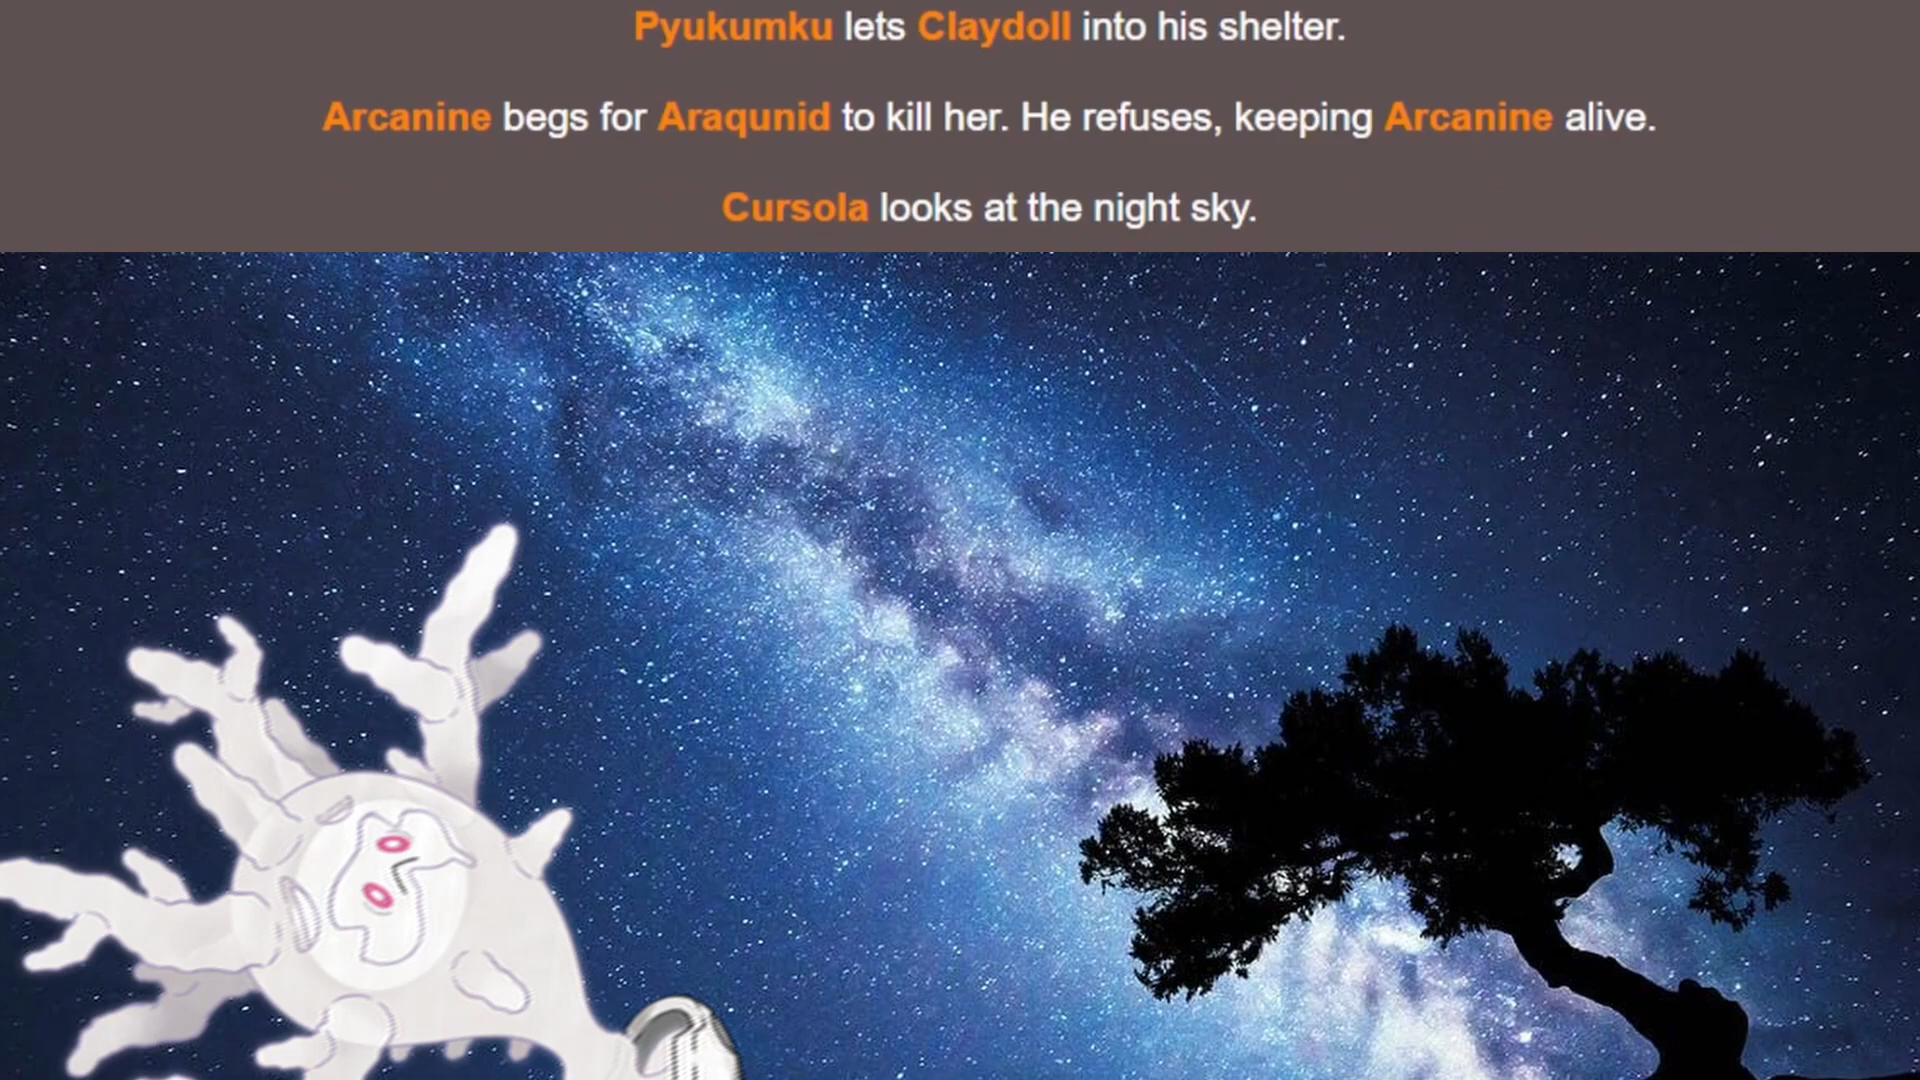 Pyukumku lets Claydoll into his shelter.
Arcanine begs for Araqunid to kill her. He refuses, keeping Arcanine alive.
Cursola looks at the night sky.